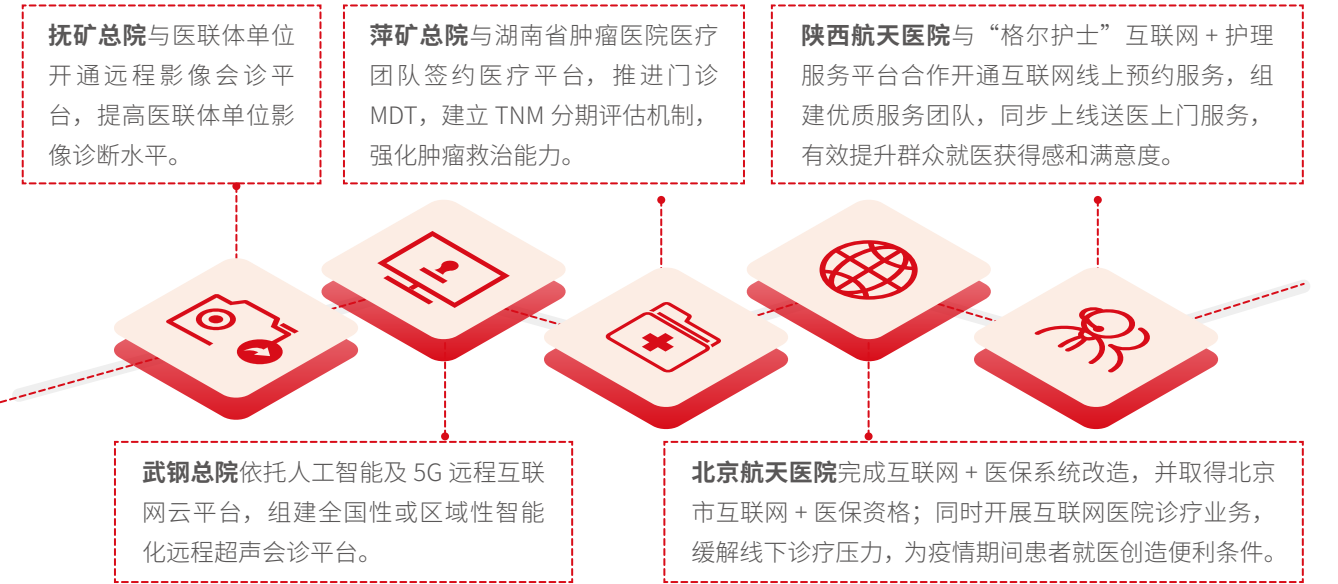 抚矿总院与医联体单位
开通远程影像会诊平
台，提高医联体单位影
像诊断水平。
萍矿总院与湖南省肿瘤医院医疗
团队签约医疗平台，推进门诊
MDT，建立 TNM 分期评估机制，
强化肿瘤救治能力。
陕西航天医院与“格尔护士”互联网 + 护理
服务平台合作开通互联网线上预约服务，组
建优质服务团队，同步上线送医上门服务，
有效提升群众就医获得感和满意度。
武钢总院依托人工智能及 5G 远程互联
网云平台，组建全国性或区域性智能
化远程超声会诊平台。
北京航天医院完成互联网 + 医保系统改造，并取得北京
市互联网 + 医保资格；同时开展互联网医院诊疗业务，
缓解线下诊疗压力，为疫情期间患者就医创造便利条件。